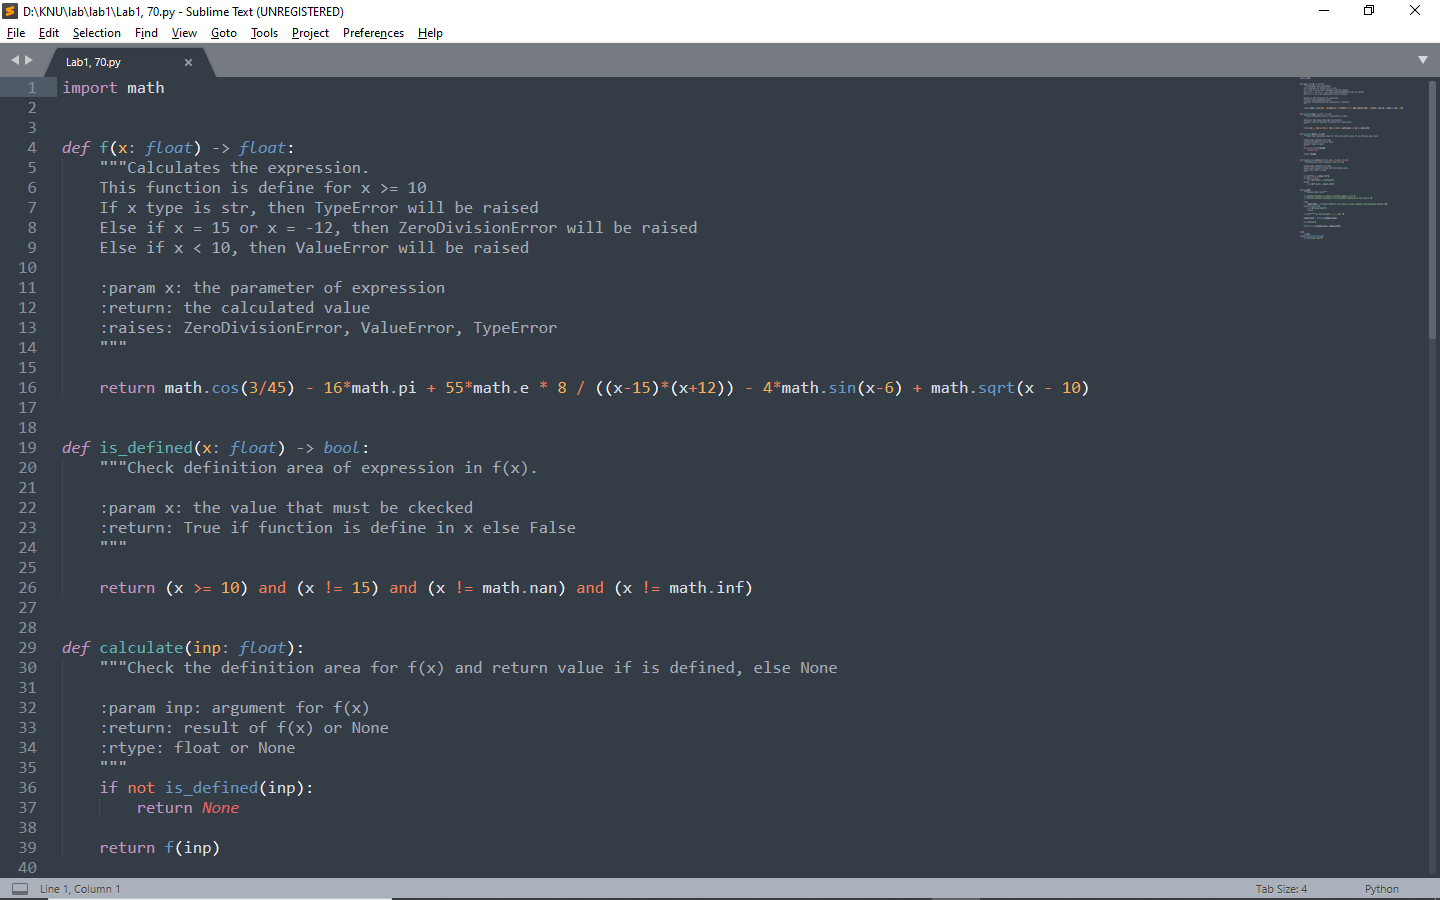 D:\KNU\lab\lab1\Lab1, 70.py - Sublime Text (UNREGISTERED)
File Edit Selection Find View Goto Tools Project Preferences Help
Lab1, 70.py
1 import math
2
3
4 def f(x: float) -> float:
5 """Calculates the expression.
6 This function is define for x >= 10
7 If x type is str, then TypeError will be raised
8 Else if x = 15 or x = -12, then ZeroDivisionError will be raised
9 Else if x < 10, then ValueError will be raised
10
11 :param x: the parameter of expression
12 :return: the calculated value
13 :raises: ZeroDivisionError, ValueError, TypeError
14 """
15
16 return math.cos(3/45) - 16*math.pi + 55*math.e * 8 / ((x-15)*(x+12)) - 4*math.sin(x-6) + math.sqrt(x - 10)
17
18
19 def is_defined(x: float) -> bool:
20 """Check definition area of expression in f(x).
21
22 :param x: the value that must be ckecked
23 :return: True if function is define in x else False
24 """
25
26 return (x >= 10) and (x != 15) and (x != math.nan) and (x != math.inf)
27
28
29 def calculate(inp: float):
30 """Check the definition area for f(x) and return value if is defined, else None
31
32 :param inp: argument for f(x)
33 :return: result of f(x) or None
34 :rtype: float or None
35 """
36 if not is_defined(inp):
37 return None
38
39 return f(inp)
40
Line 1, Column 1 Tab Size: 4 Python